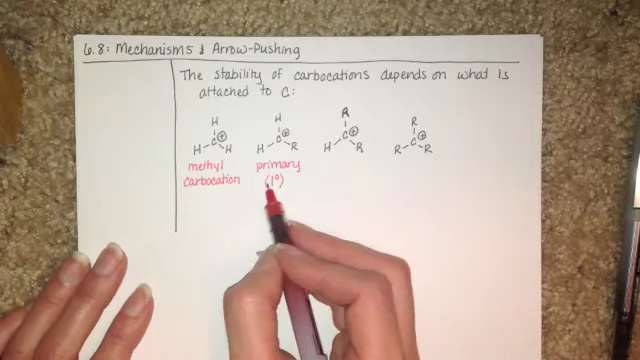 6.8: Mechanisms & Arrow-Pushing
The stability of carbocations depends on what is
attached to C:
H H R R
C⊕ C⊕ C⊕ C⊕
H H H R H R R R
methyl primary
carbocation (1°)